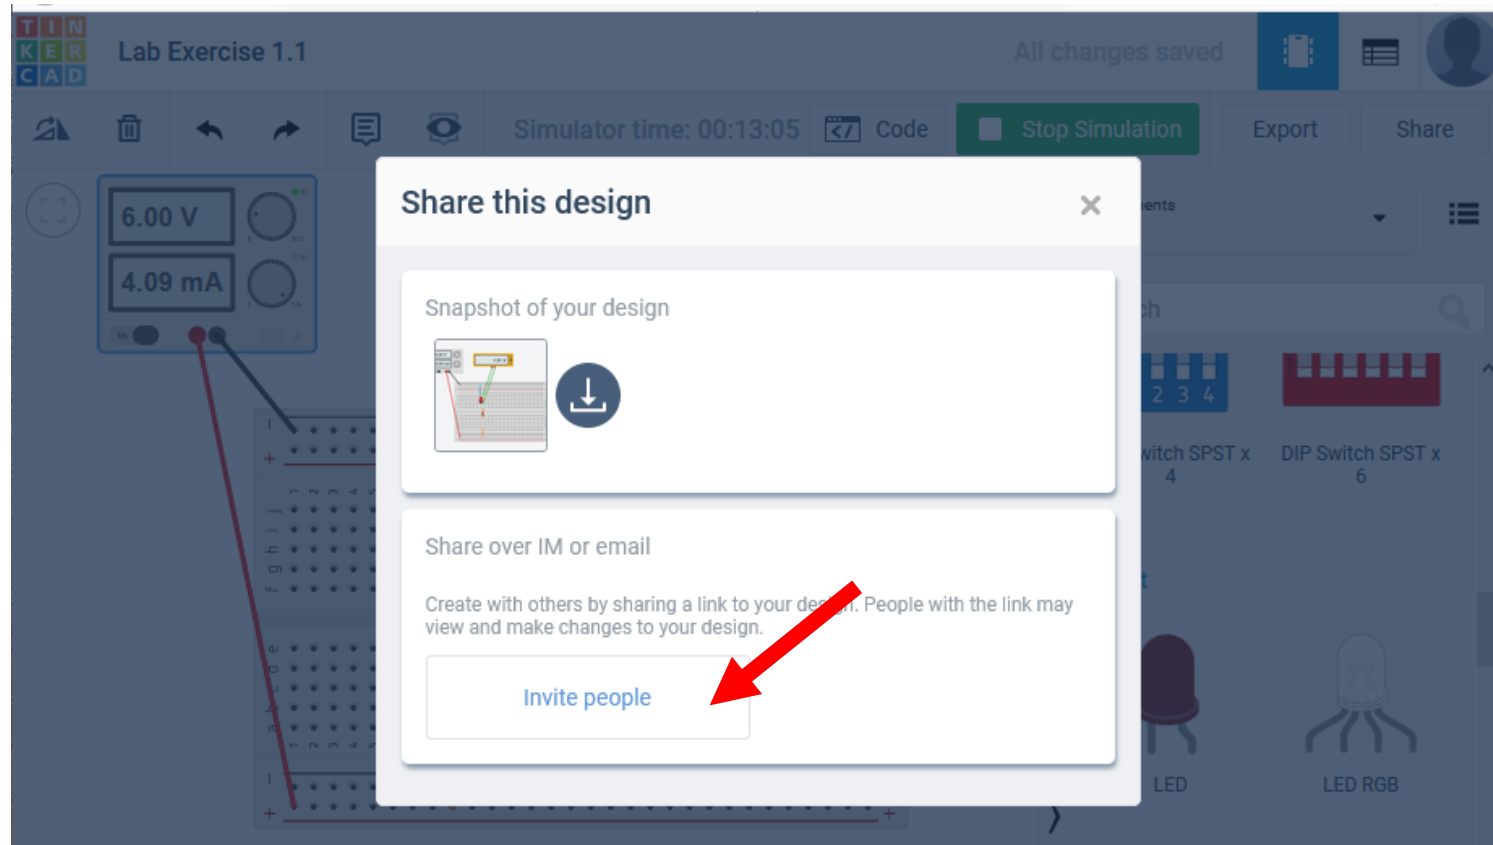 TIN
KER
CAD
Lab Exercise 1.1
All changes saved
Simulator time: 00:13:05
Code
Stop Simulation
Export
Share
6.00 V
4.09 mA
Share this design
×
Snapshot of your design
Share over IM or email
Create with others by sharing a link to your design. People with the link may
view and make changes to your design.
Invite people
2 3 4
witch SPST x
4
DIP Switch SPST x
6
LED
LED RGB